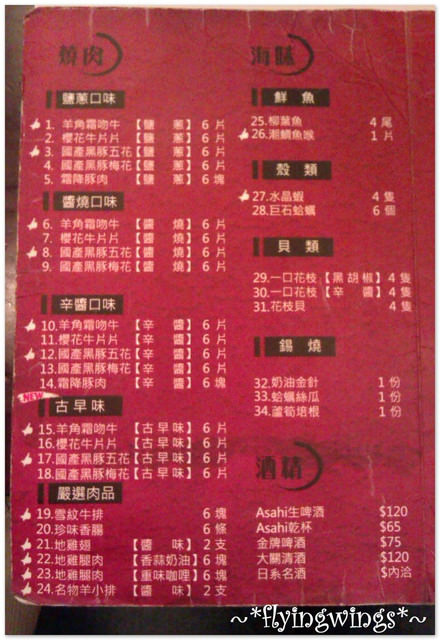 燒肉
鹽蔥口味
1. 羊角霜吻牛【鹽 蔥】6 片
2. 櫻花牛片片【鹽 蔥】6 片
3. 國產黑豚五花【鹽 蔥】6 片
4. 國產黑豚梅花【鹽 蔥】6 片
5. 霜降豚肉【鹽 蔥】6 塊
醬燒口味
6. 羊角霜吻牛【醬 燒】6 片
7. 櫻花牛片片【醬 燒】6 片
8. 國產黑豚五花【醬 燒】6 片
9. 國產黑豚梅花【醬 燒】6 片
辛醬口味
10.羊角霜吻牛【辛 醬】6 片
11.櫻花牛片片【辛 醬】6 片
12.國產黑豚五花【辛 醬】6 片
13.國產黑豚梅花【辛 醬】6 片
14.霜降豚肉【辛 醬】6 塊
NEW
古早味
15.羊角霜吻牛【古早味】6 片
16.櫻花牛片片【古早味】6 片
17.國產黑豚五花【古早味】6 片
18.國產黑豚梅花【古早味】6 片
嚴選肉品
19.雪紋牛排 6 塊
20.珍味香腸 6 條
21.地雞翅【醬 味】2 支
22.地雞腿肉【香蒜奶油】6 塊
23.地雞腿肉【重味咖哩】6 塊
24.名物羊小排【醬 味】2 支
海味
鮮 魚
25.柳葉魚 4 尾
26.潮鯛魚喉 1 片
殼 類
27.水晶蝦 4 隻
28.巨石蛤蠣 6 個
貝 類
29.一口花枝【黑胡椒】4 隻
30.一口花枝【辛 醬】4 隻
31.花枝貝 4 隻
錫 燒
32.奶油金針 1 份
33.蛤蠣絲瓜 1 份
34.蘆筍培根 1 份
酒精
Asahi生啤酒 $120
Asahi乾杯 $65
金牌啤酒 $75
大關清酒 $120
日系名酒 $內洽
~*flyingwings*~